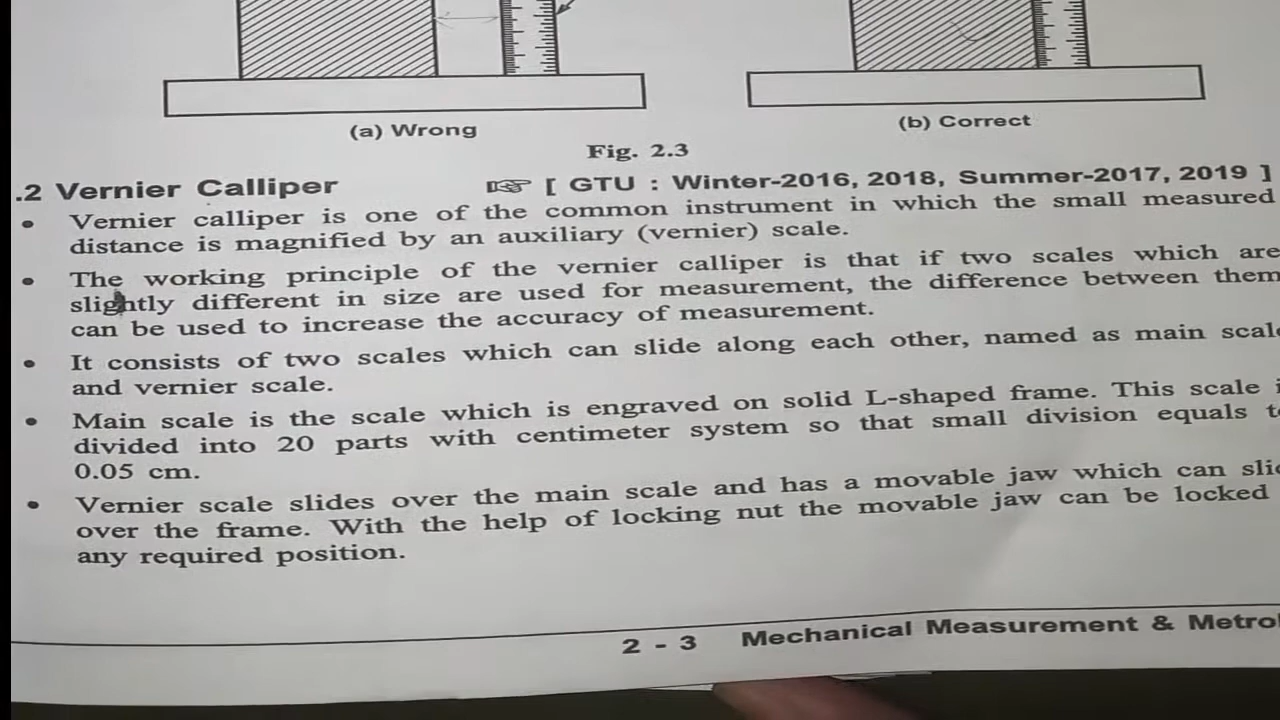 (a) Wrong
(b) Correct
Fig. 2.3
.2 Vernier Calliper [ GTU : Winter-2016, 2018, Summer-2017, 2019 ]
• Vernier calliper is one of the common instrument in which the small measured
distance is magnified by an auxiliary (vernier) scale.
• The working principle of the vernier calliper is that if two scales which are
slightly different in size are used for measurement, the difference between them
can be used to increase the accuracy of measurement.
• It consists of two scales which can slide along each other, named as main scale
and vernier scale.
• Main scale is the scale which is engraved on solid L-shaped frame. This scale
divided into 20 parts with centimeter system so that small division equals
0.05 cm.
• Vernier scale slides over the main scale and has a movable jaw which can
over the frame. With the help of locking nut the movable jaw can be locked
any required position.
2 - 3 Mechanical Measurement &